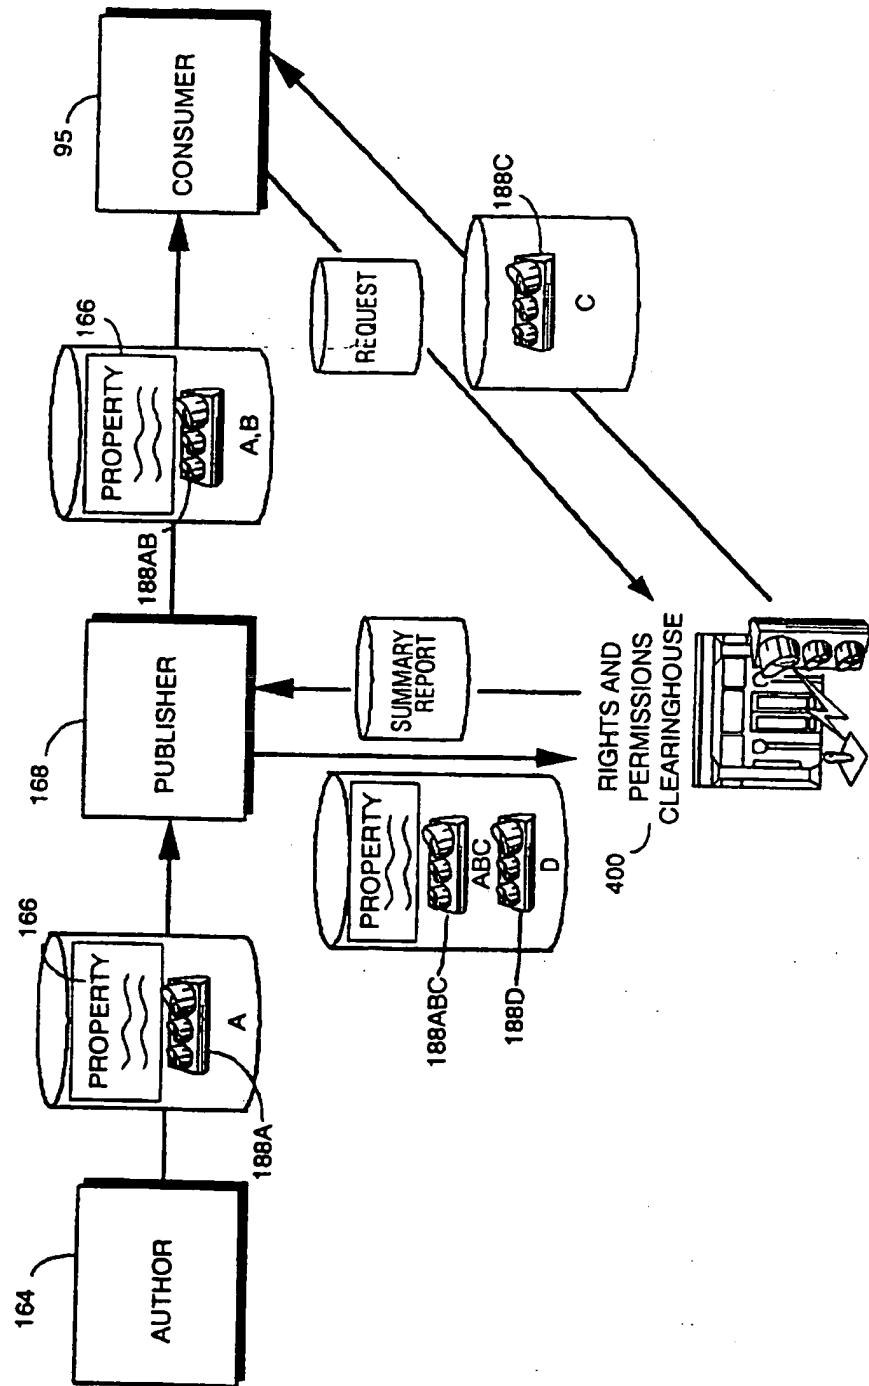 164
AUTHOR
166
PROPERTY
A
188A
168
PUBLISHER
188AB
166
PROPERTY
A,B
95
CONSUMER
PROPERTY
ABC
D
188ABC
188D
SUMMARY
REPORT
REQUEST
188C
C
400
RIGHTS AND
PERMISSIONS
CLEARINGHOUSE